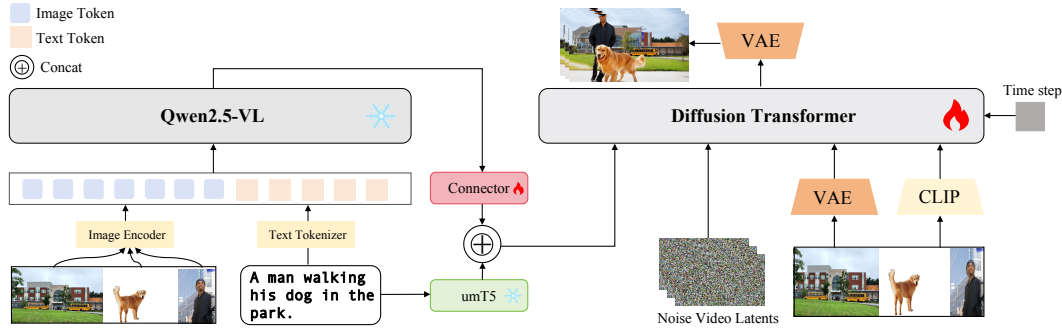 Image Token
Text Token
Concat
Qwen2.5-VL
Image Encoder
Text Tokenizer
A man walking
his dog in the
park.
Connector
umT5
VAE
Diffusion Transformer
Time step
Noise Video Latents
VAE
CLIP